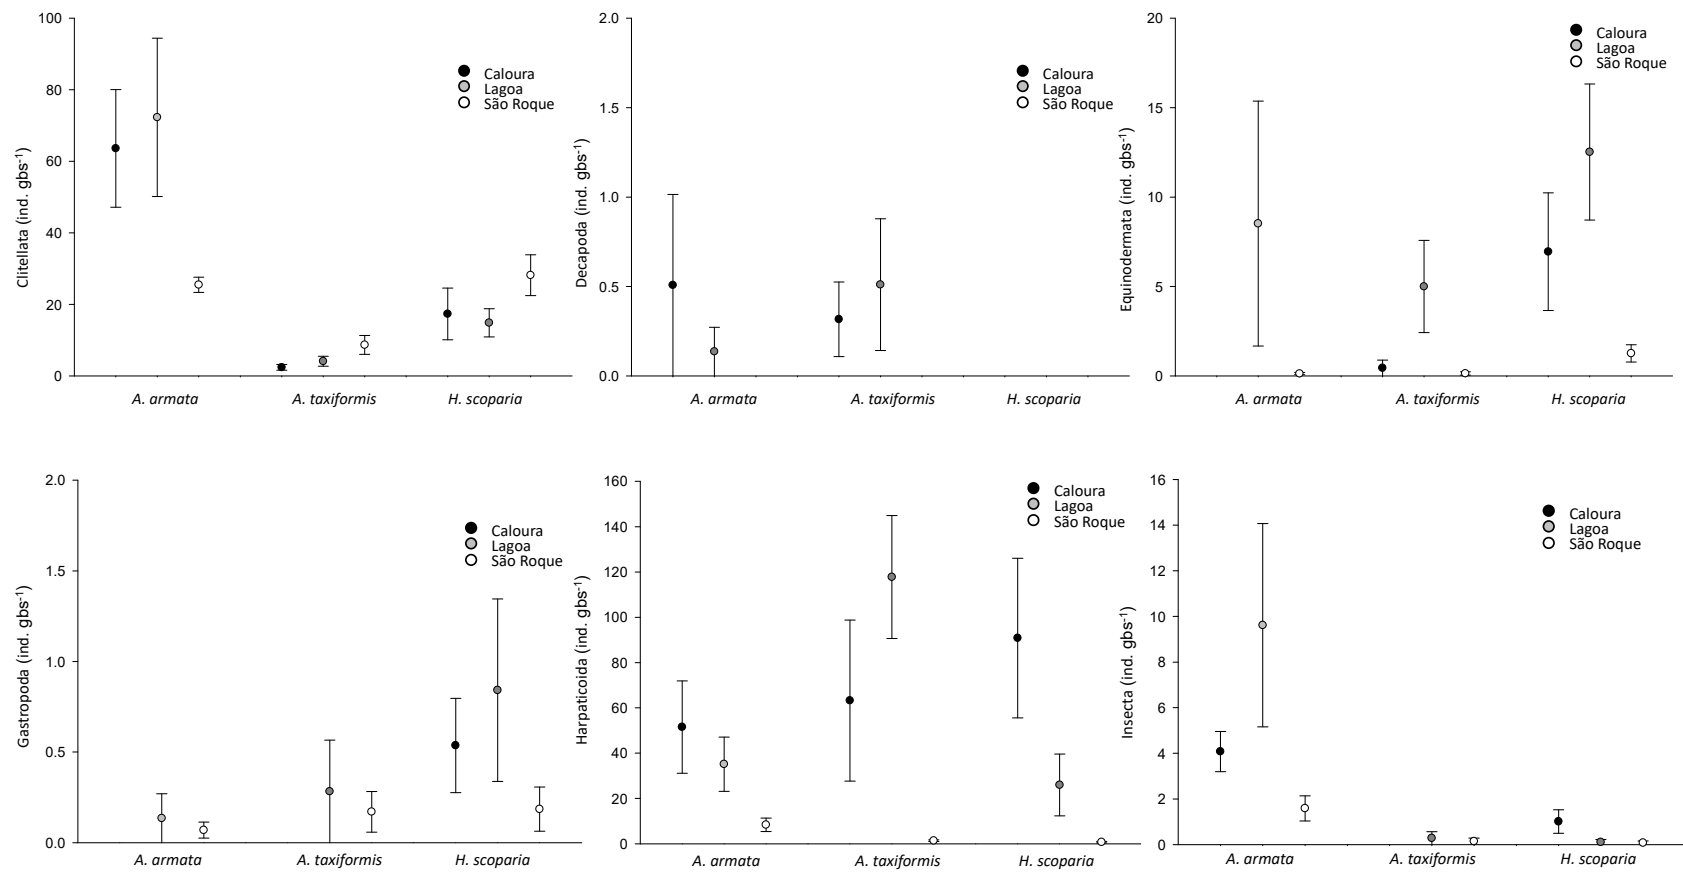 100
80
60
40
20
0
Clitellata (ind. gbs⁻¹)
Caloura
Lagoa
São Roque
A. armata
A. taxiformis
H. scoparia
2.0
1.5
1.0
0.5
0.0
Decapoda (ind. gbs⁻¹)
Caloura
Lagoa
São Roque
A. armata
A. taxiformis
H. scoparia
20
15
10
5
0
Equinodermata (ind. gbs⁻¹)
Caloura
Lagoa
São Roque
A. armata
A. taxiformis
H. scoparia
2.0
1.5
1.0
0.5
0.0
Gastropoda (ind. gbs⁻¹)
Caloura
Lagoa
São Roque
A. armata
A. taxiformis
H. scoparia
160
140
120
100
80
60
40
20
0
Harpaticoida (ind. gbs⁻¹)
Caloura
Lagoa
São Roque
A. armata
A. taxiformis
H. scoparia
16
14
12
10
8
6
4
2
0
Insecta (ind. gbs⁻¹)
Caloura
Lagoa
São Roque
A. armata
A. taxiformis
H. scoparia